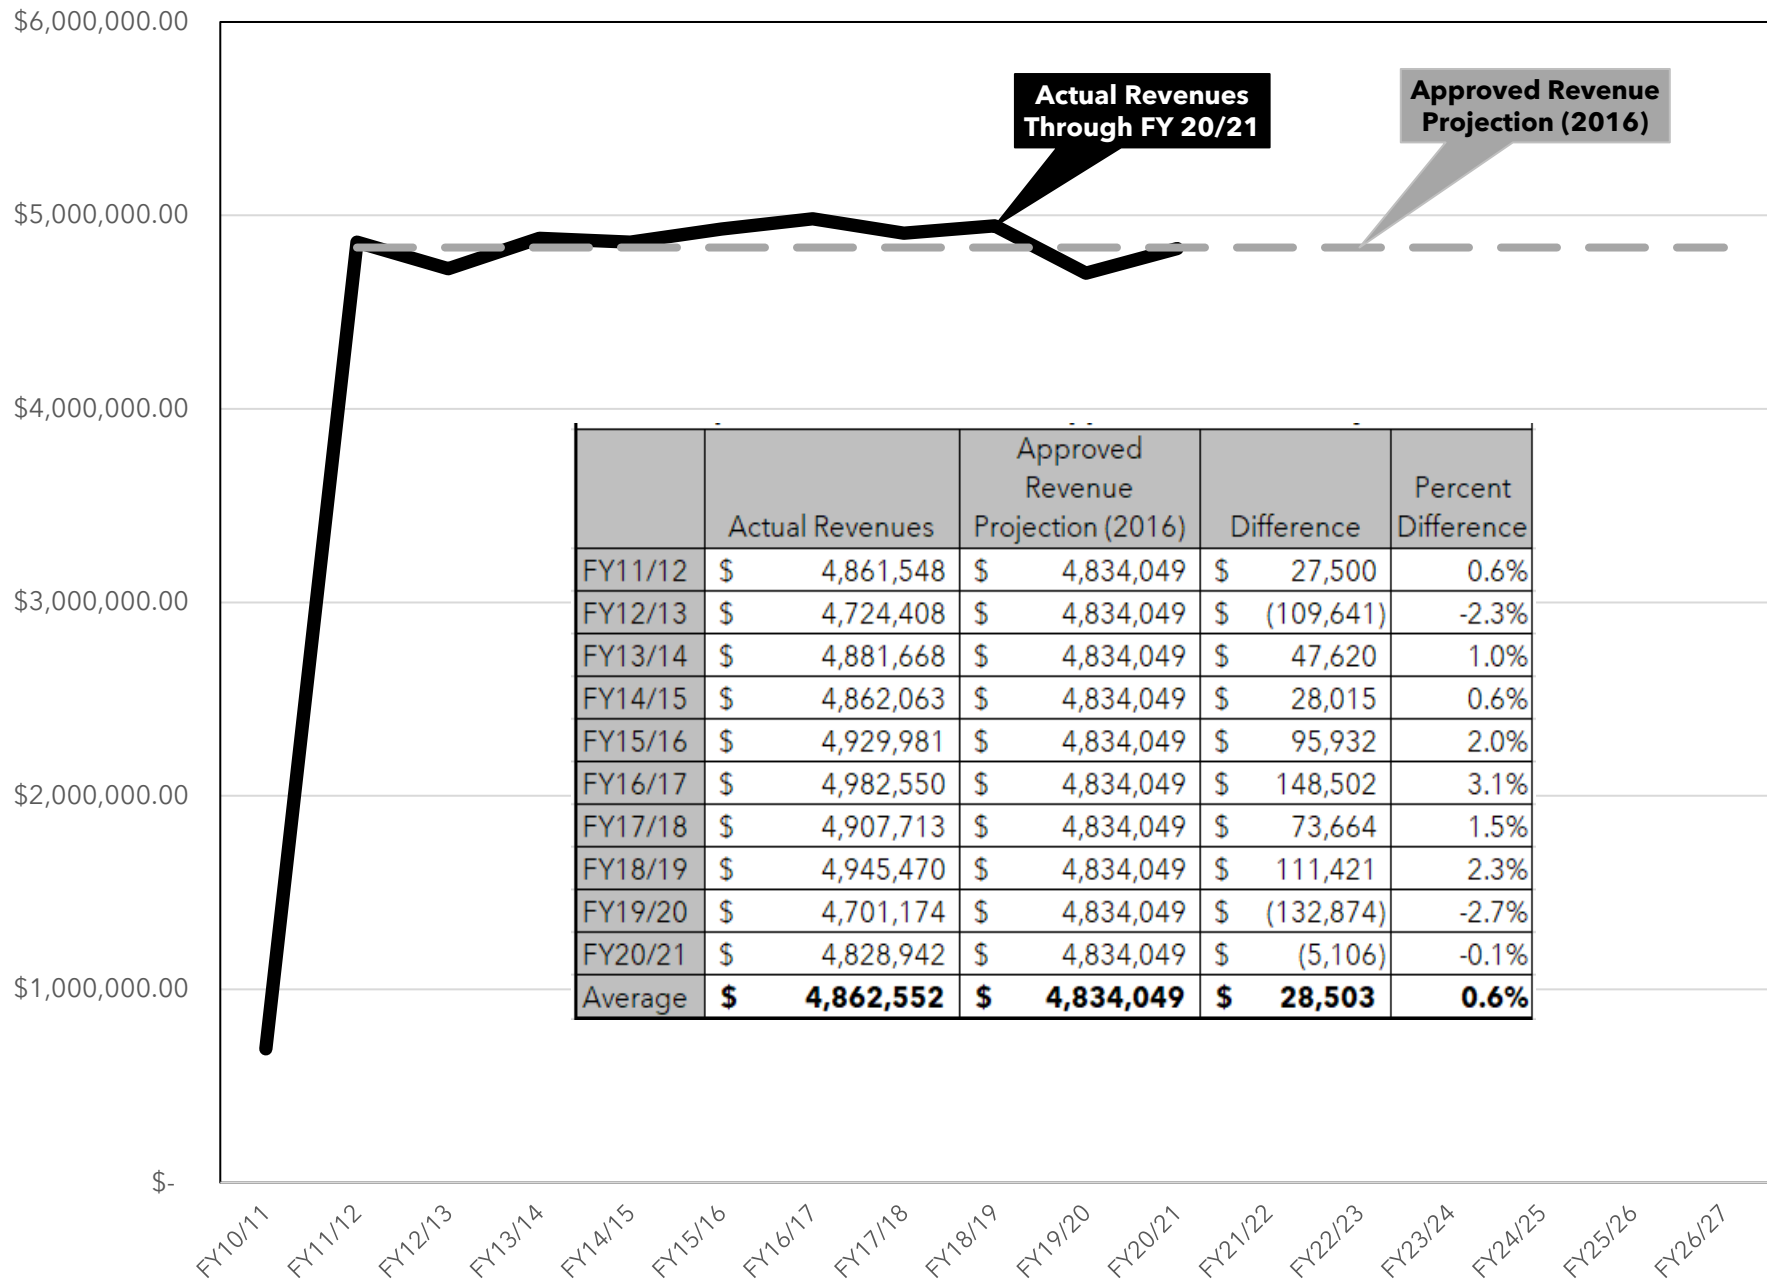 $6,000,000.00
$5,000,000.00
$4,000,000.00
$3,000,000.00
$2,000,000.00
$1,000,000.00
$-
Actual Revenues
Through FY 20/21
Approved Revenue
Projection (2016)
Actual Revenues
Approved
Revenue
Projection (2016)
Difference
Percent
Difference
FY11/12 $ 4,861,548 $ 4,834,049 $ 27,500 0.6%
FY12/13 $ 4,724,408 $ 4,834,049 $ (109,641) -2.3%
FY13/14 $ 4,881,668 $ 4,834,049 $ 47,620 1.0%
FY14/15 $ 4,862,063 $ 4,834,049 $ 28,015 0.6%
FY15/16 $ 4,929,981 $ 4,834,049 $ 95,932 2.0%
FY16/17 $ 4,982,550 $ 4,834,049 $ 148,502 3.1%
FY17/18 $ 4,907,713 $ 4,834,049 $ 73,664 1.5%
FY18/19 $ 4,945,470 $ 4,834,049 $ 111,421 2.3%
FY19/20 $ 4,701,174 $ 4,834,049 $ (132,874) -2.7%
FY20/21 $ 4,828,942 $ 4,834,049 $ (5,106) -0.1%
Average $ 4,862,552 $ 4,834,049 $ 28,503 0.6%
FY10/11
FY11/12
FY12/13
FY13/14
FY14/15
FY15/16
FY16/17
FY17/18
FY18/19
FY19/20
FY20/21
FY21/22
FY22/23
FY23/24
FY24/25
FY25/26
FY26/27